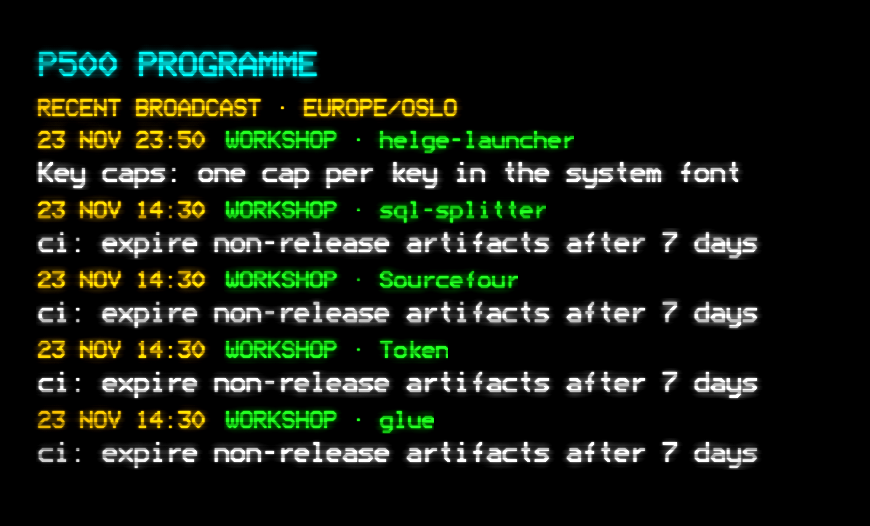 P500 PROGRAMME
RECENT BROADCAST · EUROPE/OSLO
23 NOV 23:50 WORKSHOP · helge-launcher
Key caps: one cap per key in the system font
23 NOV 14:30 WORKSHOP · sql-splitter
ci: expire non-release artifacts after 7 days
23 NOV 14:30 WORKSHOP · Sourcefour
ci: expire non-release artifacts after 7 days
23 NOV 14:30 WORKSHOP · Token
ci: expire non-release artifacts after 7 days
23 NOV 14:30 WORKSHOP · glue
ci: expire non-release artifacts after 7 days